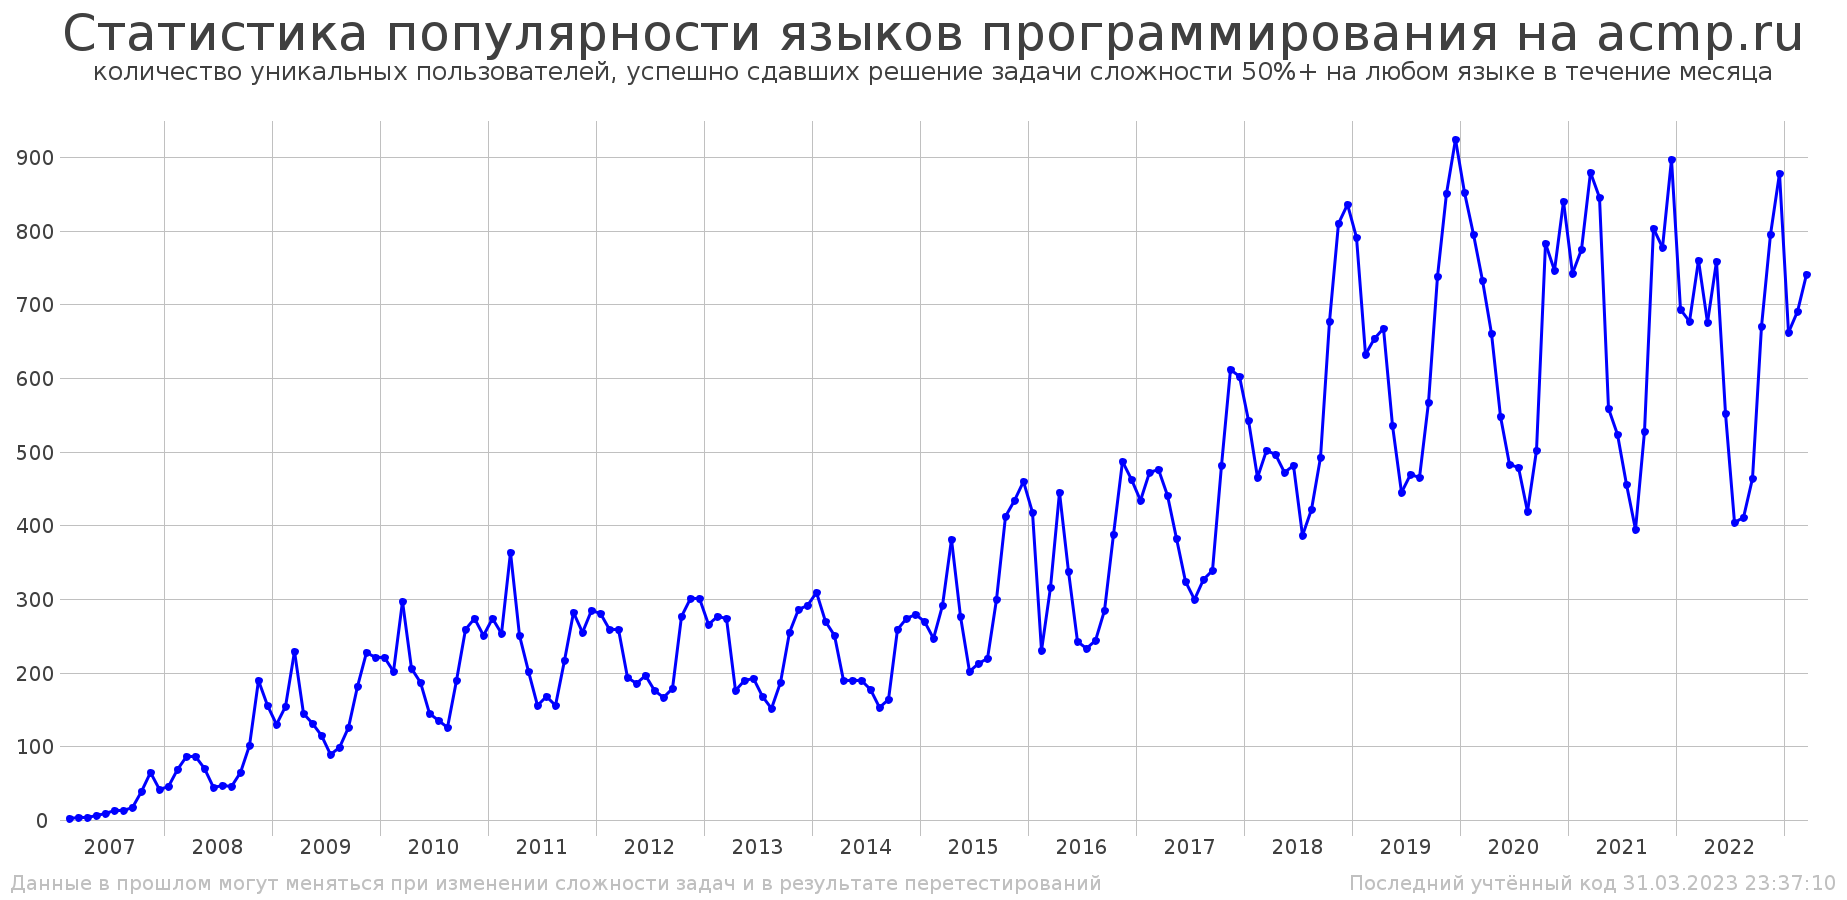 Статистика популярности языков программирования на acmp.ru
количество уникальных пользователей, успешно сдавших решение задачи сложности 50%+ на любом языке в течение месяца
900
800
700
600
500
400
300
200
100
0
2007 2008 2009 2010 2011 2012 2013 2014 2015 2016 2017 2018 2019 2020 2021 2022
Данные в прошлом могут меняться при изменении сложности задач и в результате перетестирований
Последний учтённый код 31.03.2023 23:37:10